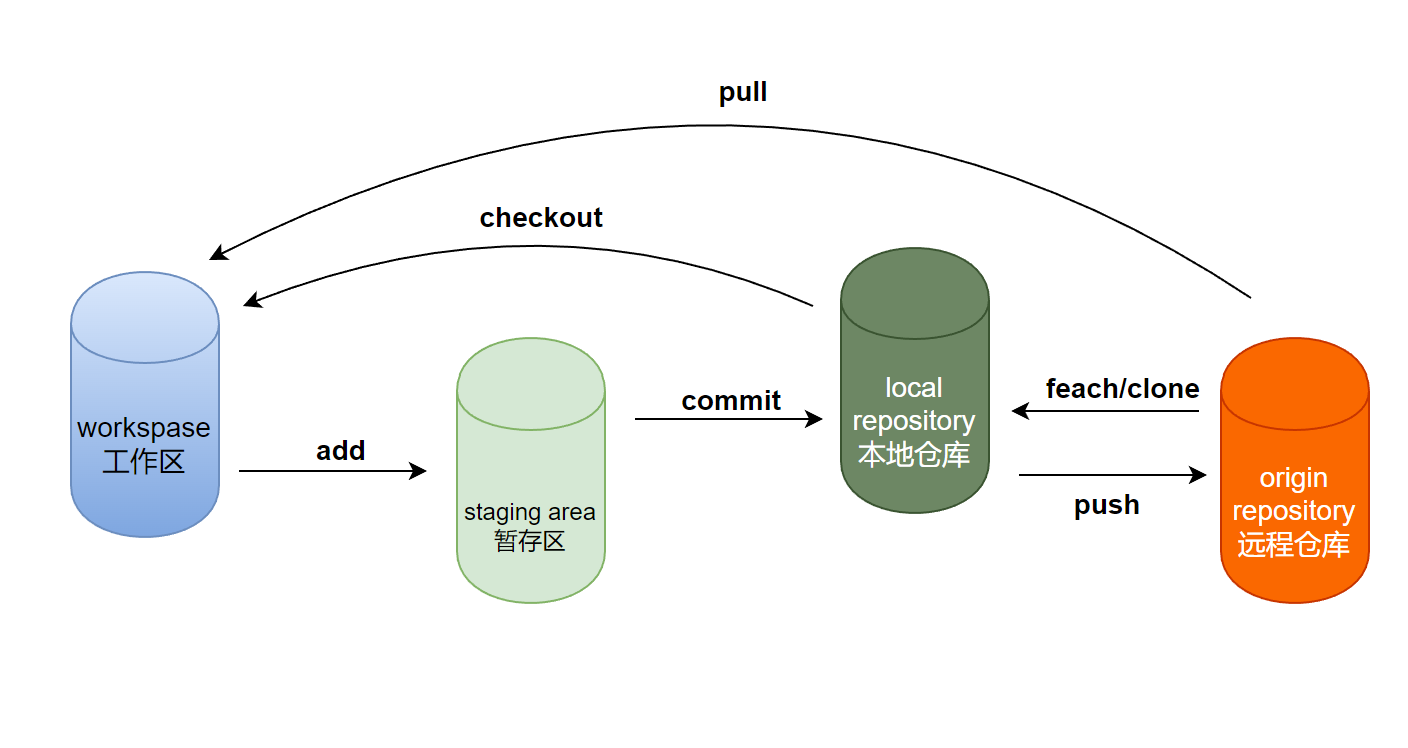 pull
checkout
workspase
工作区
add
staging area
暂存区
commit
local
repository
本地仓库
feach/clone
push
origin
repository
远程仓库